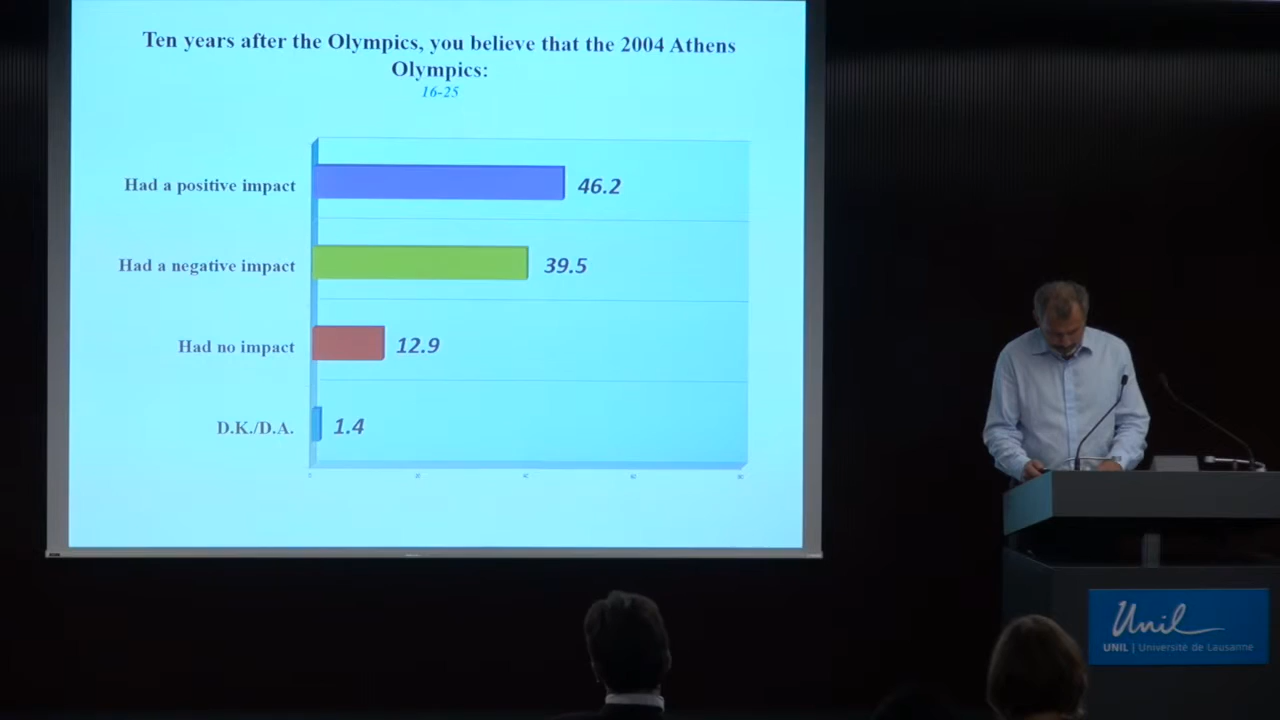 Ten years after the Olympics, you believe that the 2004 Athens
Olympics:
16-25
Had a positive impact
46.2
Had a negative impact
39.5
Had no impact
12.9
D.K./D.A.
1.4
Unil
UNIL | Université de Lausanne